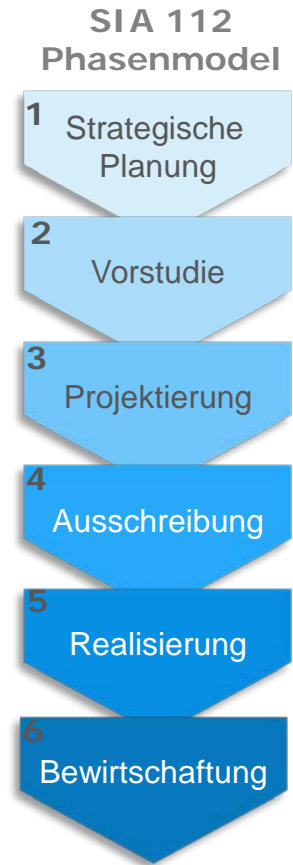 SIA 112
Phasenmodel
1
Strategische
Planung
2
Vorstudie
3
Projektierung
4
Ausschreibung
5
Realisierung
6
Bewirtschaftung